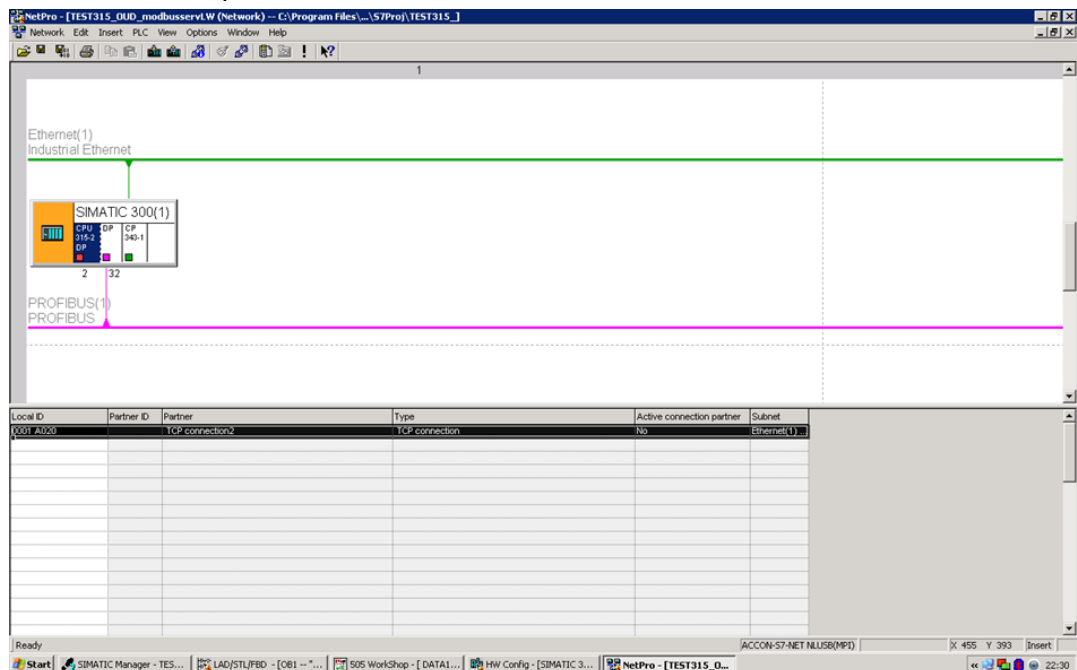 NetPro - [TEST315_OUD_modbusservLW (Network) -- C:\Program Files\...\S7Proj\TEST315_]
Network Edit Insert PLC View Options Window Help
1
Ethernet(1)
Industrial Ethernet
SIMATIC 300(1)
CPU 315-2 DP
DP
CP 343-1
2 32
PROFIBUS(1)
PROFIBUS
Local ID Partner ID Partner Type Active connection partner Subnet
0001 A020 TCP connection2 TCP connection No Ethernet(1) ...
Ready ACCON-S7-NET NLUSB(MPI) X 455 Y 393 Insert
Start SIMATIC Manager - TES... LAD/STL/FBD - [OB1 -- "... 505 WorkShop - [ DATA1... HW Config - [SIMATIC 3... NetPro - [TEST315_O... 22:30